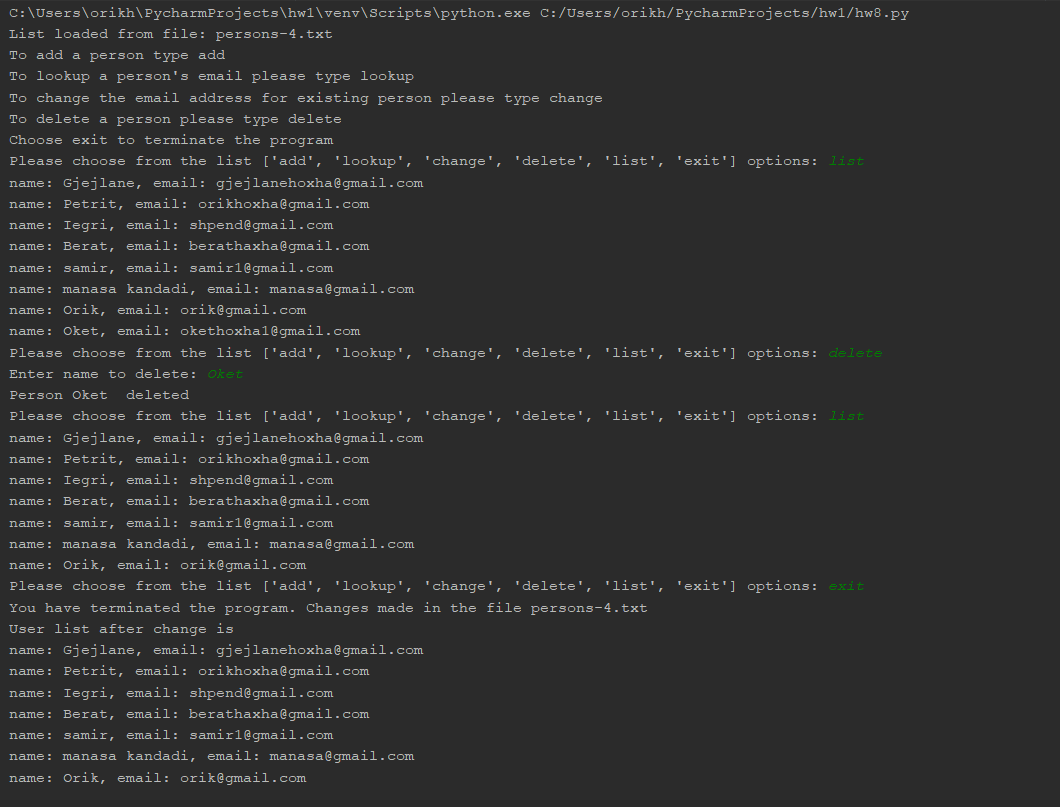 C:\Users\orikh\PycharmProjects\hw1\venv\Scripts\python.exe C:/Users/orikh/PycharmProjects/hw1/hw8.py
List loaded from file: persons-4.txt
To add a person type add
To lookup a person's email please type lookup
To change the email address for existing person please type change
To delete a person please type delete
Choose exit to terminate the program
Please choose from the list ['add', 'lookup', 'change', 'delete', 'list', 'exit'] options: list
name: Gjejlane, email: gjejlanehoxha@gmail.com
name: Petrit, email: orikhoxha@gmail.com
name: Iegri, email: shpend@gmail.com
name: Berat, email: berathaxha@gmail.com
name: samir, email: samir1@gmail.com
name: manasa kandadi, email: manasa@gmail.com
name: Orik, email: orik@gmail.com
name: Oket, email: okethoxha1@gmail.com
Please choose from the list ['add', 'lookup', 'change', 'delete', 'list', 'exit'] options: delete
Enter name to delete: Oket
Person Oket  deleted
Please choose from the list ['add', 'lookup', 'change', 'delete', 'list', 'exit'] options: list
name: Gjejlane, email: gjejlanehoxha@gmail.com
name: Petrit, email: orikhoxha@gmail.com
name: Iegri, email: shpend@gmail.com
name: Berat, email: berathaxha@gmail.com
name: samir, email: samir1@gmail.com
name: manasa kandadi, email: manasa@gmail.com
name: Orik, email: orik@gmail.com
Please choose from the list ['add', 'lookup', 'change', 'delete', 'list', 'exit'] options: exit
You have terminated the program. Changes made in the file persons-4.txt
User list after change is
name: Gjejlane, email: gjejlanehoxha@gmail.com
name: Petrit, email: orikhoxha@gmail.com
name: Iegri, email: shpend@gmail.com
name: Berat, email: berathaxha@gmail.com
name: samir, email: samir1@gmail.com
name: manasa kandadi, email: manasa@gmail.com
name: Orik, email: orik@gmail.com